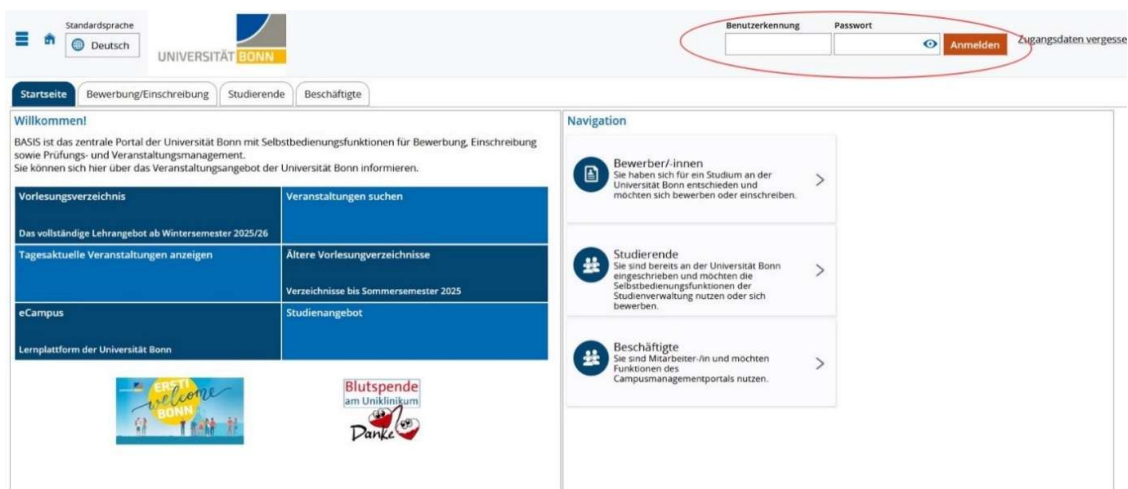 Standardsprache
Deutsch
UNIVERSITÄT BONN
Benutzerkennung
Passwort
Anmelden
Zugangsdaten vergesse
Startseite
Bewerbung/Einschreibung
Studierende
Beschäftigte
Willkommen!
BASIS ist das zentrale Portal der Universität Bonn mit Selbstbedienungsfunktionen für Bewerbung, Einschreibung
sowie Prüfungs- und Veranstaltungsmanagement.
Sie können sich hier über das Veranstaltungsangebot der Universität Bonn informieren.
Vorlesungsverzeichnis
Das vollständige Lehrangebot ab Wintersemester 2025/26
Veranstaltungen suchen
Tagesaktuelle Veranstaltungen anzeigen
Ältere Vorlesungverzeichnisse
Verzeichnisse bis Sommersemester 2025
eCampus
Lernplattform der Universität Bonn
Studienangebot
ERSTI
welcome
BONN
Blutspende
am Uniklinikum
Danke
Navigation
Bewerber/-innen
Sie haben sich für ein Studium an der
Universität Bonn entschieden und
möchten sich bewerben oder einschreiben.
Studierende
Sie sind bereits an der Universität Bonn
eingeschrieben und möchten die
Selbstbedienungsfunktionen der
Studienverwaltung nutzen oder sich
bewerben.
Beschäftigte
Sie sind Mitarbeiter-/in und möchten
Funktionen des
Campusmanagementportals nutzen.